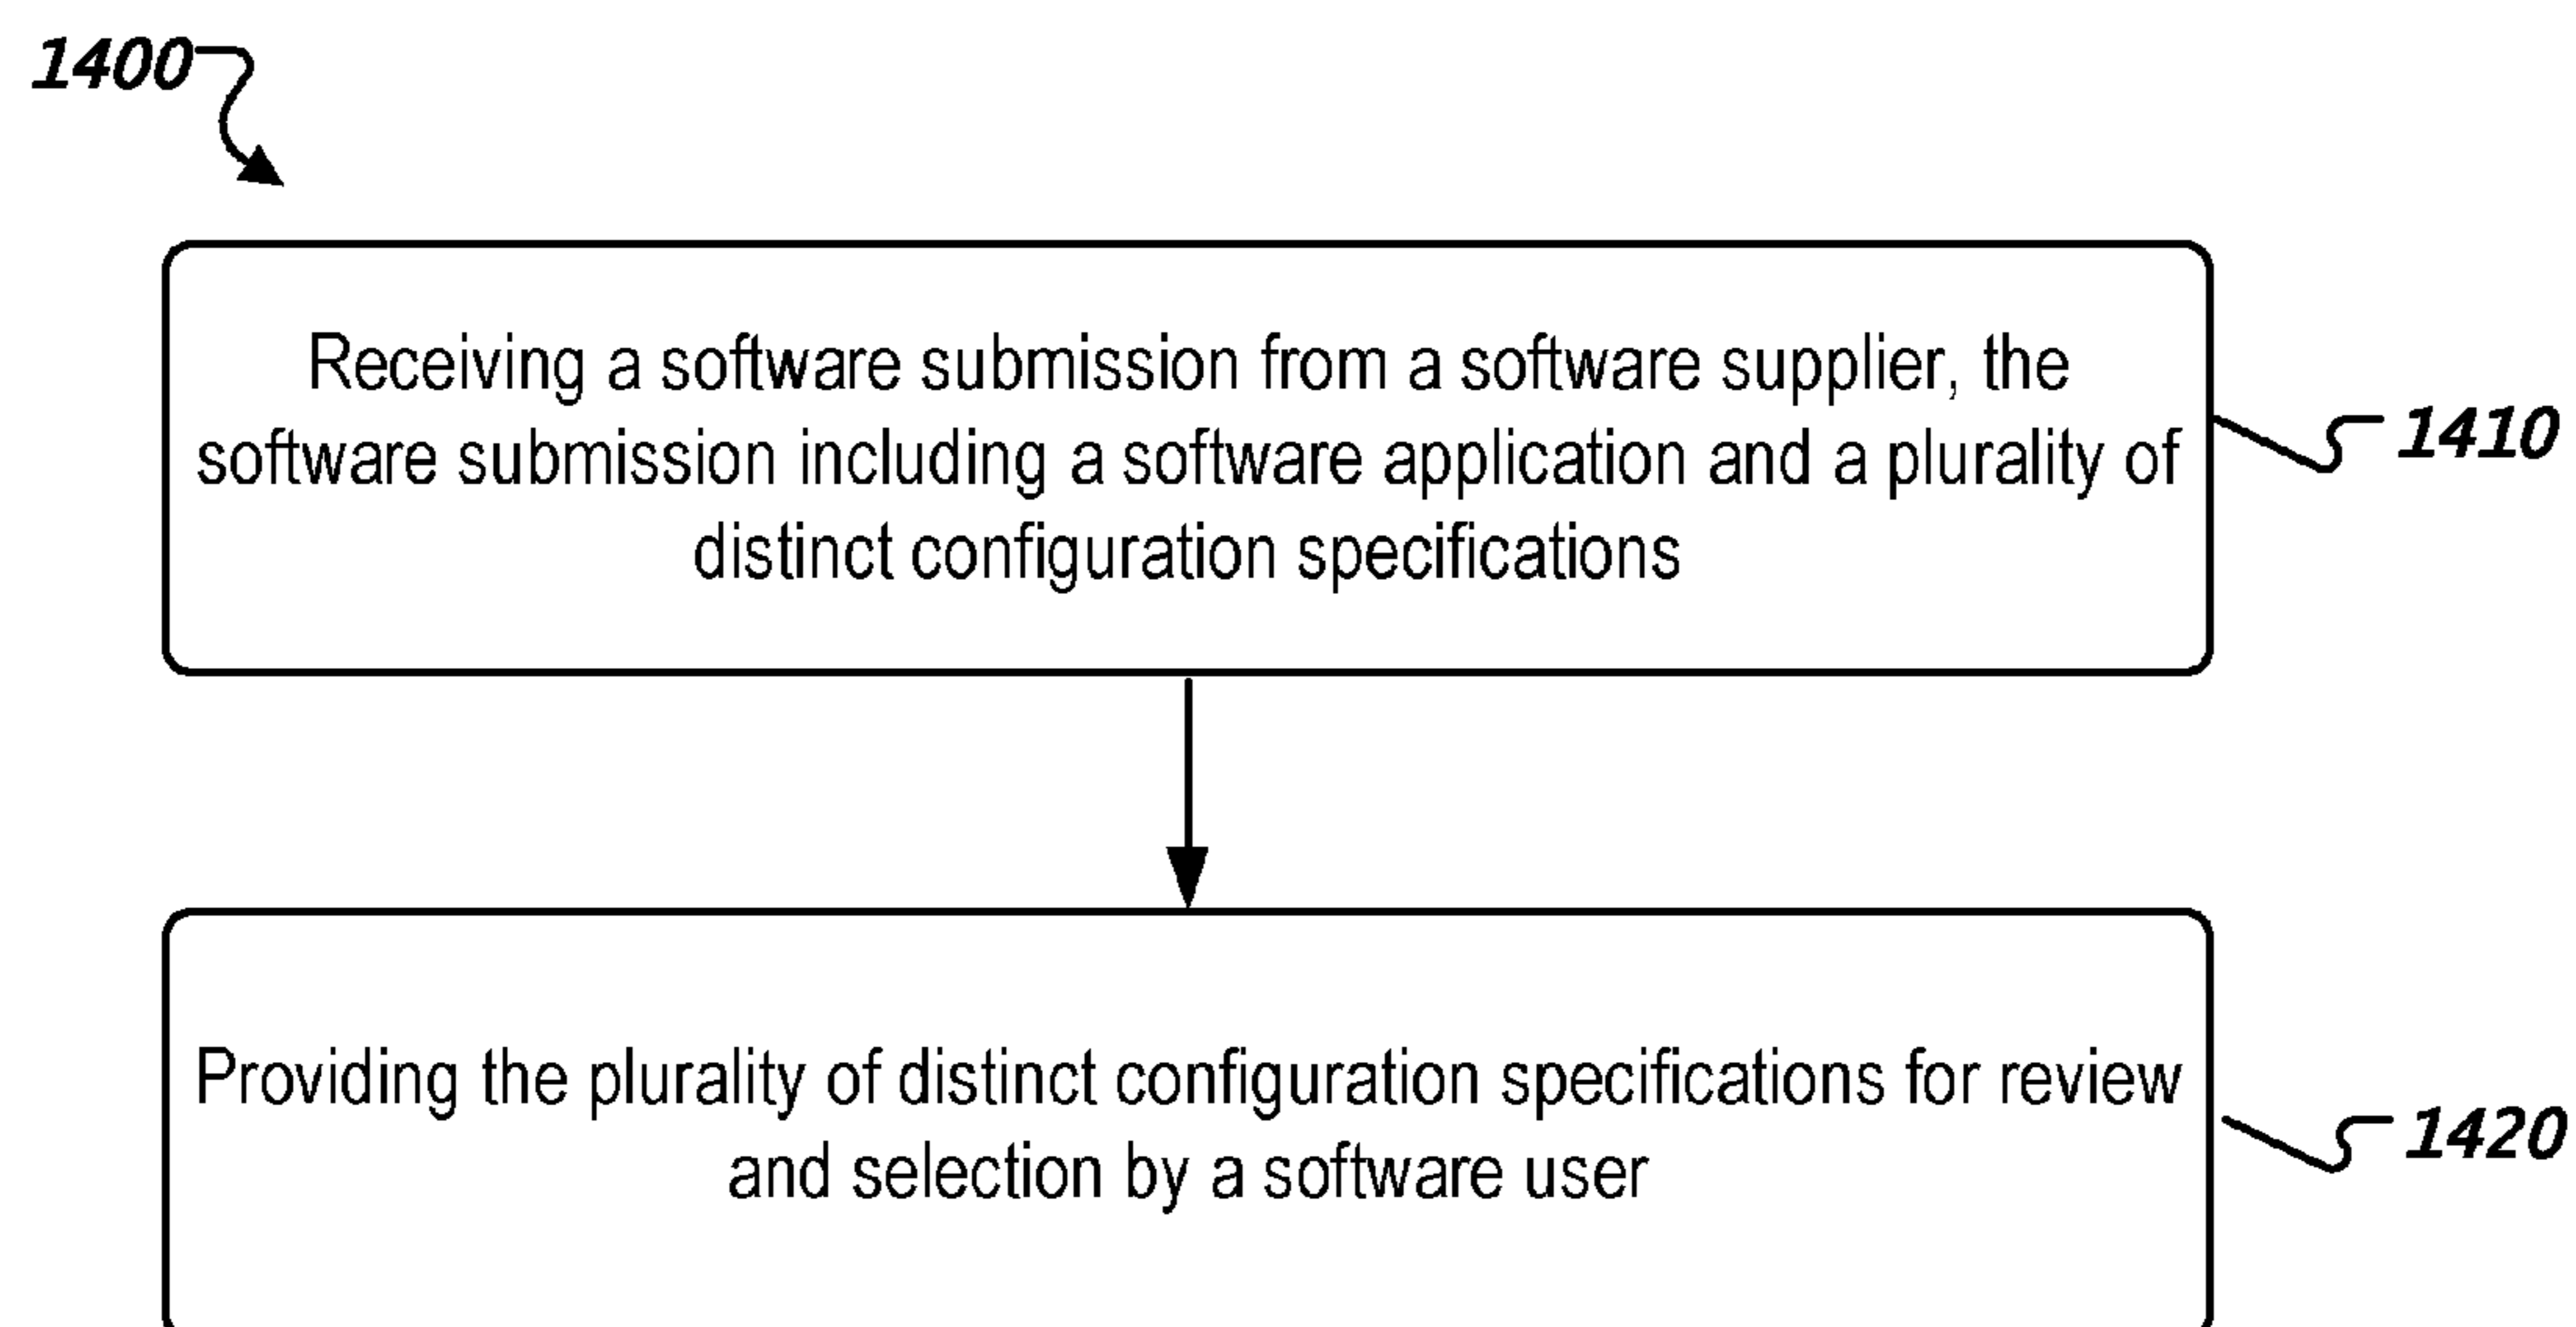 1400
Receiving a software submission from a software supplier, the
software submission including a software application and a plurality of
distinct configuration specifications
1410
Providing the plurality of distinct configuration specifications for review
and selection by a software user
1420